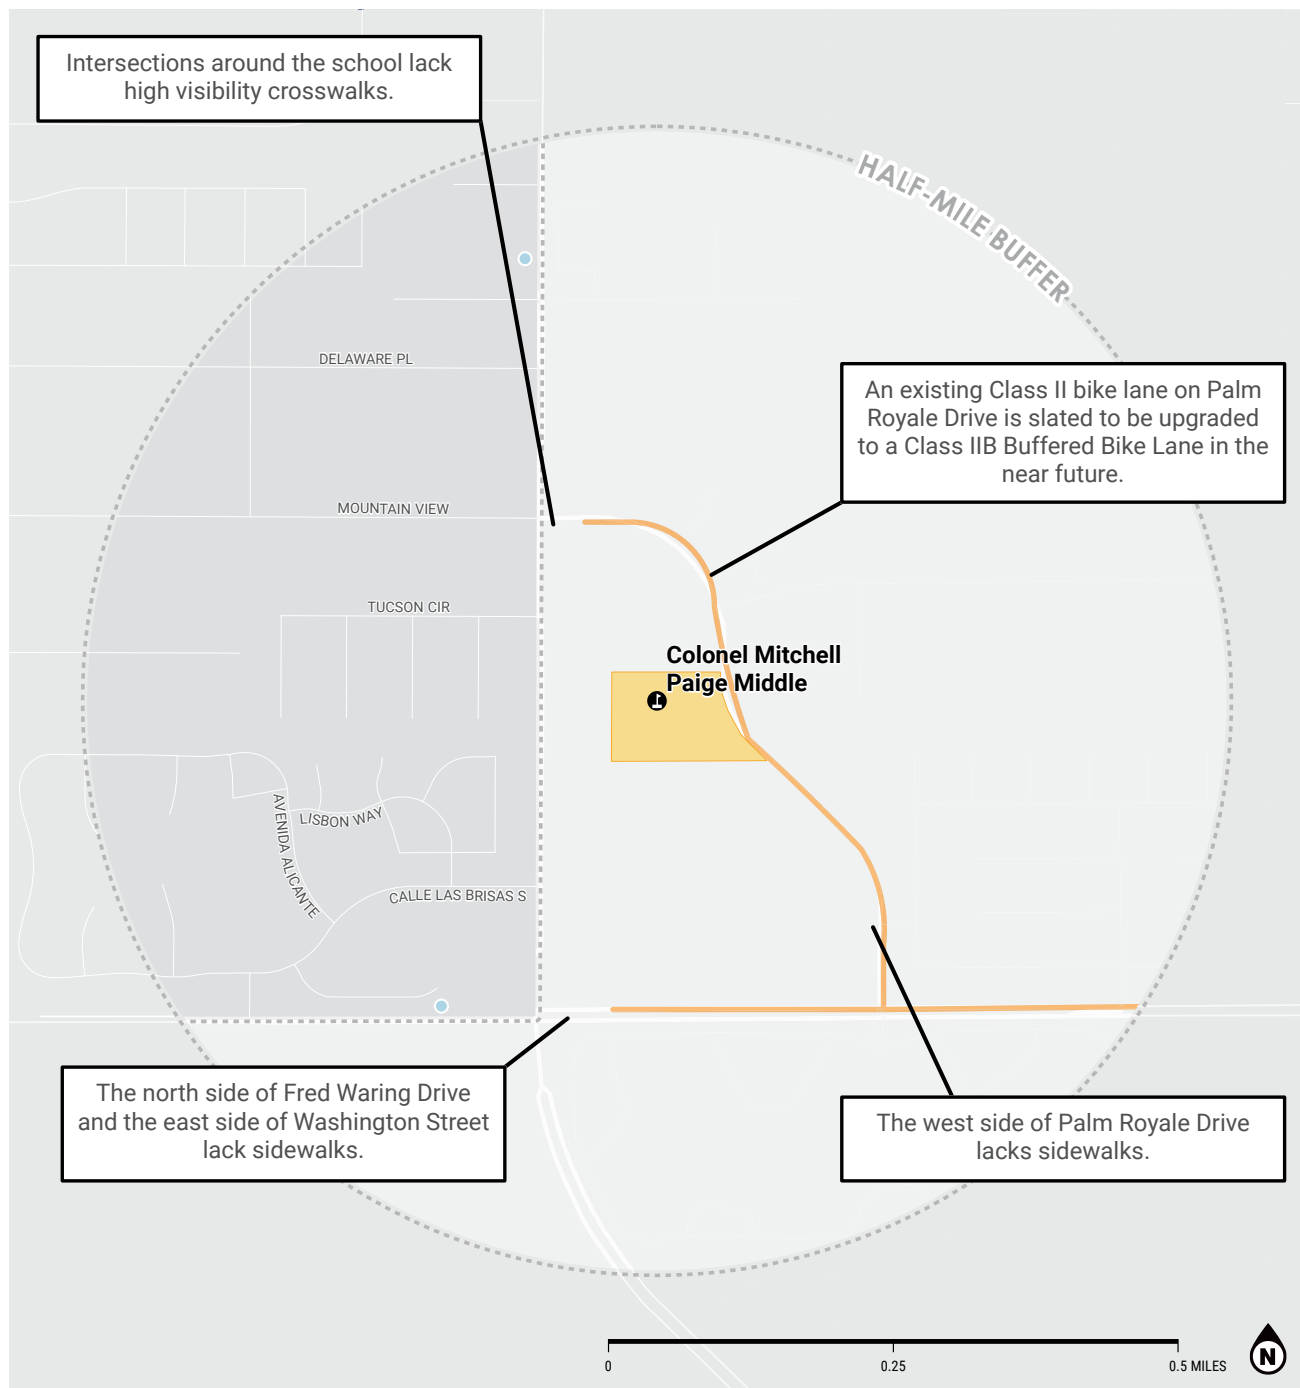 Intersections around the school lack
high visibility crosswalks.
HALF-MILE BUFFER
DELAWARE PL
An existing Class II bike lane on Palm
Royale Drive is slated to be upgraded
to a Class IIB Buffered Bike Lane in the
near future.
MOUNTAIN VIEW
TUCSON CIR
Colonel Mitchell
Paige Middle
AVENIDA ALICANTE
LISBON WAY
CALLE LAS BRISAS S
The north side of Fred Waring Drive
and the east side of Washington Street
lack sidewalks.
The west side of Palm Royale Drive
lacks sidewalks.
0
0.25
0.5 MILES
N